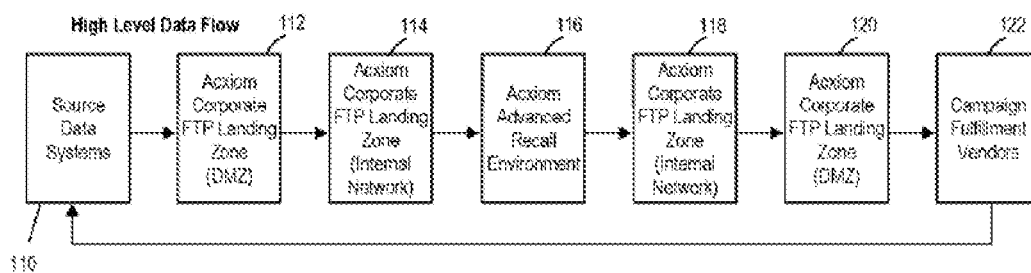 High Level Data Flow
112
114
116
118
120
122
Source
Data
Systems
Acxiom
Corporate
FTP Landing
Zone
(DMZ)
Acxiom
Corporate
FTP Landing
Zone
(Internal
Network)
Acxiom
Advanced
Recall
Environment
Acxiom
Corporate
FTP Landing
Zone
(Internal
Network)
Acxiom
Corporate
FTP Landing
Zone
(DMZ)
Campaign
Fulfillment
Vendors
110